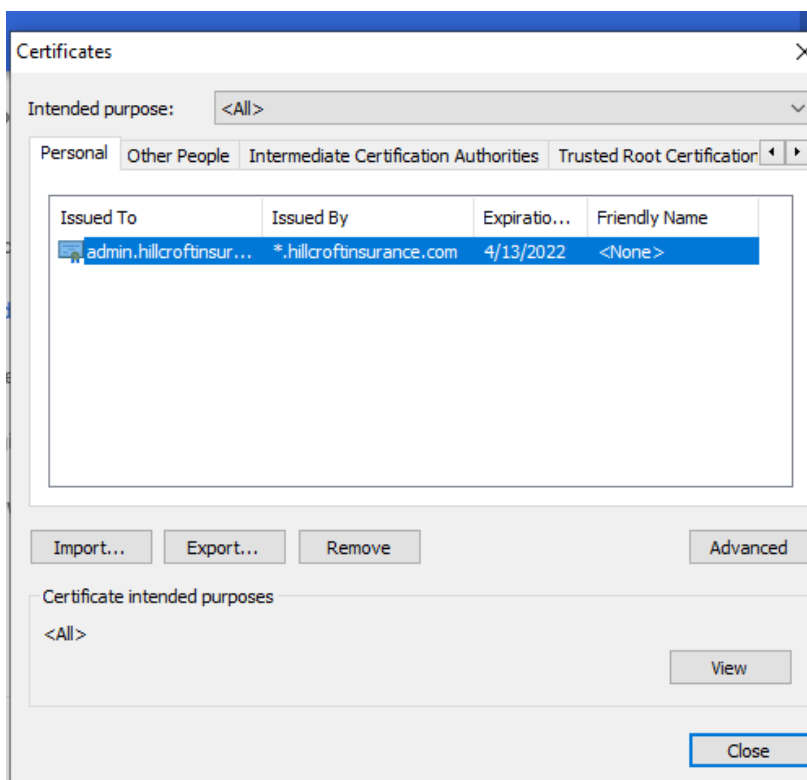 Certificates
Intended purpose: <All>
Personal Other People Intermediate Certification Authorities Trusted Root Certification
Issued To Issued By Expiratio... Friendly Name
admin.hillcroftinsur... *.hillcroftinsurance.com 4/13/2022 <None>
Import... Export... Remove Advanced
Certificate intended purposes
<All>
View
Close